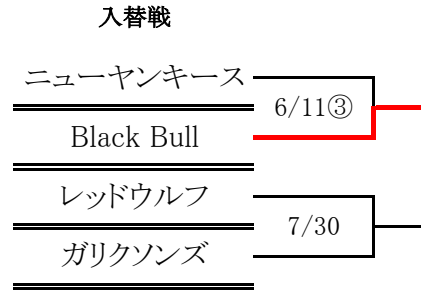 入替戦
ニューヤンキース
6/11③
Black Bull
レッドウルフ
7/30
ガリクソンズ